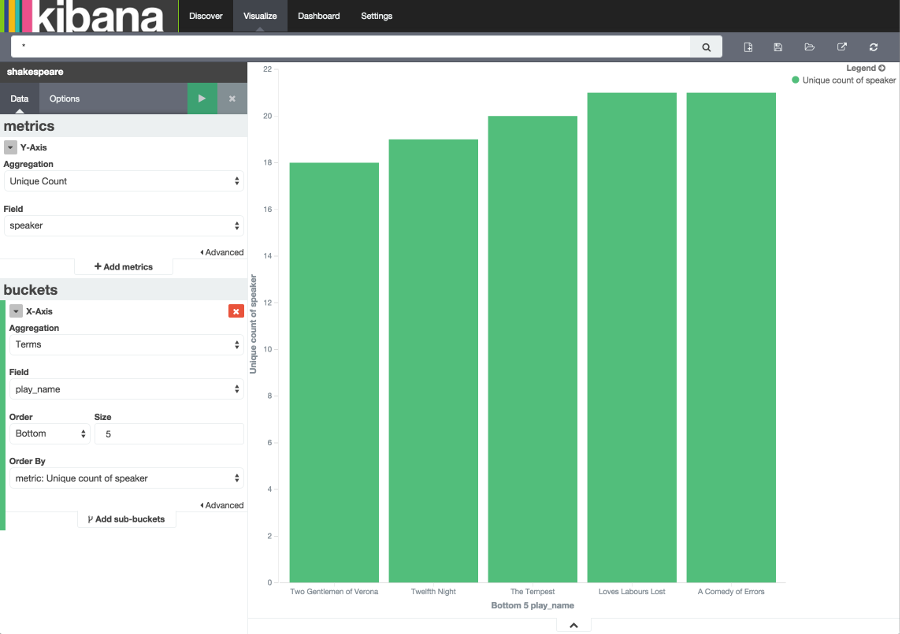 kibana
Discover
Visualize
Dashboard
Settings
*
shakespeare
Data
Options
metrics
Y-Axis
Aggregation
Unique Count
Field
speaker
Advanced
+ Add metrics
buckets
X-Axis
Aggregation
Terms
Field
play_name
Order
Size
Bottom
5
Order By
metric: Unique count of speaker
Advanced
Add sub-buckets
Legend
Unique count of speaker
22
20
18
16
14
12
10
8
6
4
2
0
Unique count of speaker
Two Gentlemen of Verona
Twelfth Night
The Tempest
Loves Labours Lost
A Comedy of Errors
Bottom 5 play_name